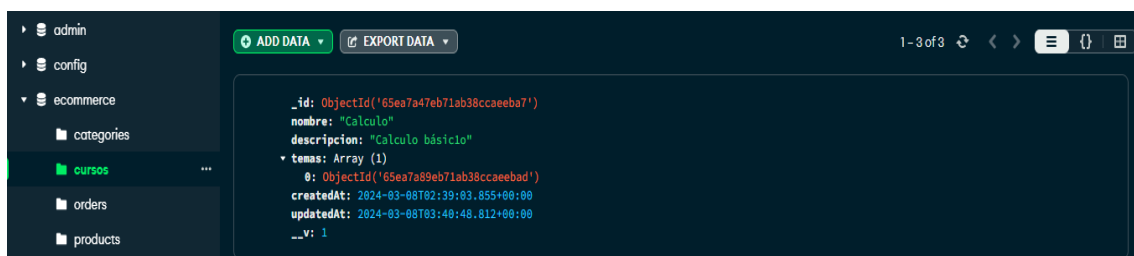 admin
config
ecommerce
categories
cursos
orders
products
ADD DATA EXPORT DATA 1-3 of 3 {}
_id: ObjectId('65ea7a47eb71ab38ccaeeba7')
nombre: "Calculo"
descripcion: "Calculo básic1o"
temas: Array (1)
0: ObjectId('65ea7a89eb71ab38ccaeebad')
createdAt: 2024-03-08T02:39:03.855+00:00
updatedAt: 2024-03-08T03:40:48.812+00:00
__v: 1